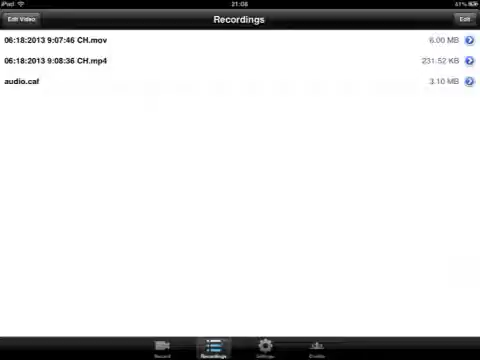 iPad 21:08 61%
Edit Video Recordings Edit
06:18:2013 9:07:46 CH.mov 6.00 MB
06:18:2013 9:08:36 CH.mp4 231.52 KB
audio.caf 3.10 MB
Record Recordings Settings